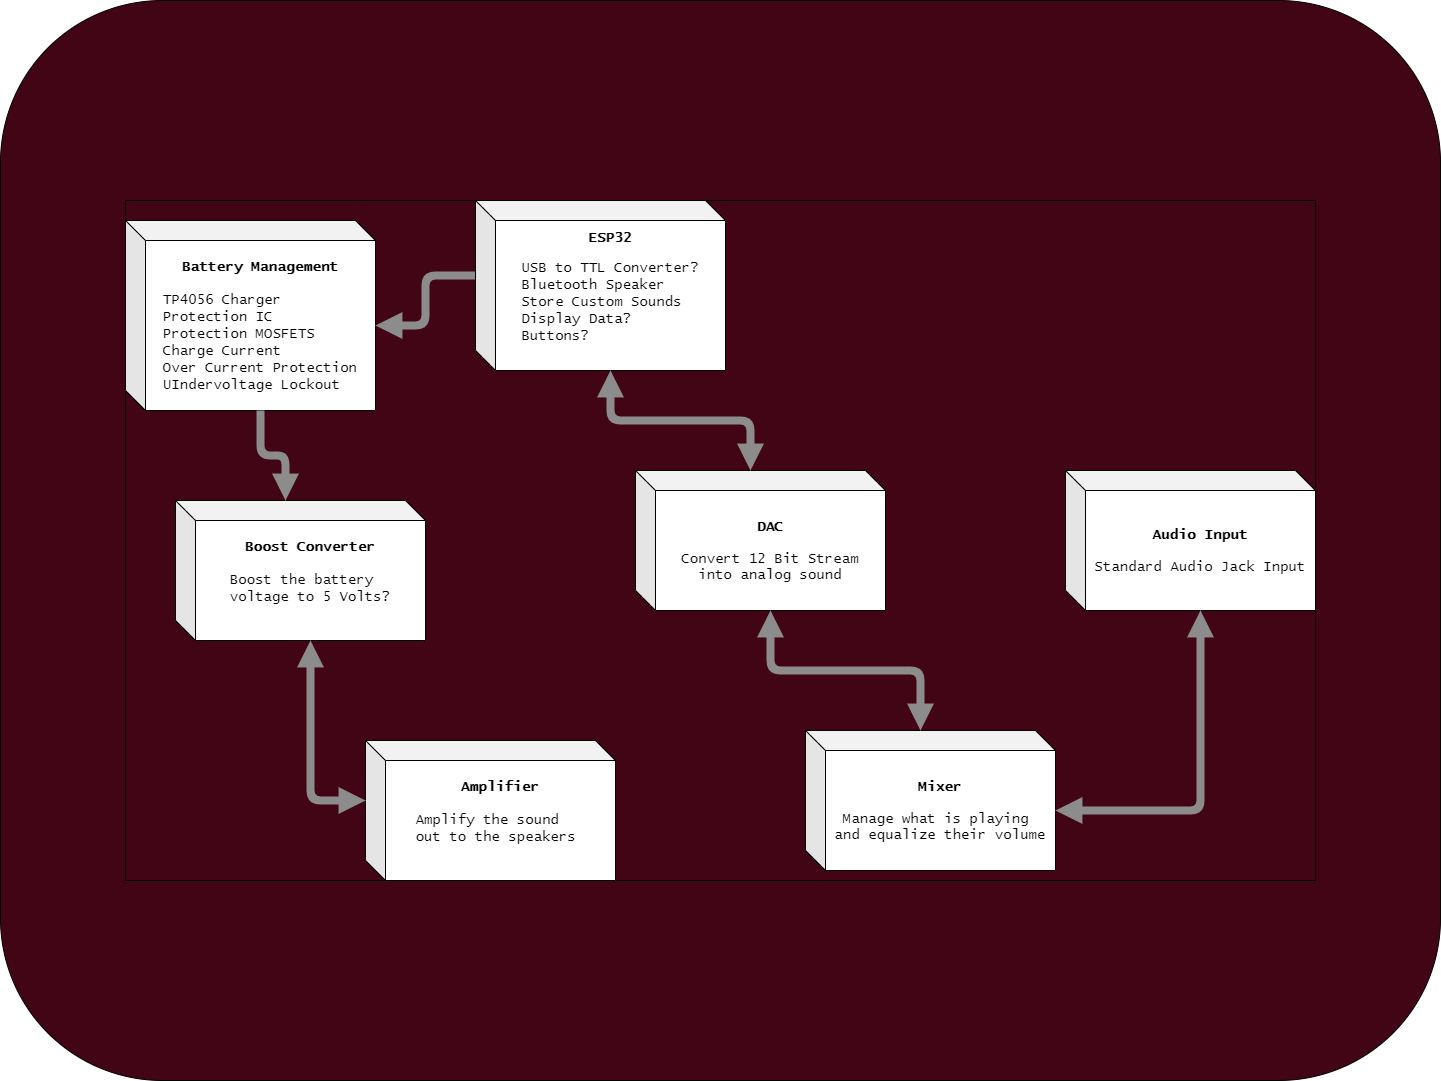 Battery Management
TP4056 Charger
Protection IC
Protection MOSFETS
Charge Current
Over Current Protection
UIndervoltage Lockout
ESP32
USB to TTL Converter?
Bluetooth Speaker
Store Custom Sounds
Display Data?
Buttons?
Boost Converter
Boost the battery
voltage to 5 Volts?
DAC
Convert 12 Bit Stream
into analog sound
Audio Input
Standard Audio Jack Input
Amplifier
Amplify the sound
out to the speakers
Mixer
Manage what is playing
and equalize their volume